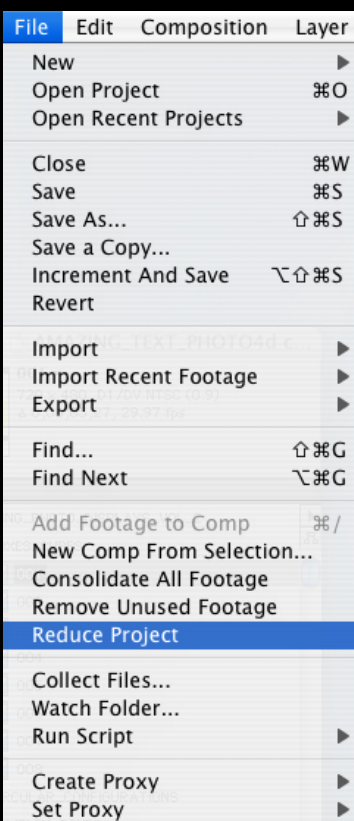 File Edit Composition Layer
New
Open Project ⌘O
Open Recent Projects
Close ⌘W
Save ⌘S
Save As... ⇧⌘S
Save a Copy...
Increment And Save ⌥⇧⌘S
Revert
Import
Import Recent Footage
Export
Find... ⇧⌘G
Find Next ⌥⌘G
Add Footage to Comp ⌘/
New Comp From Selection...
Consolidate All Footage
Remove Unused Footage
Reduce Project
Collect Files...
Watch Folder...
Run Script
Create Proxy
Set Proxy